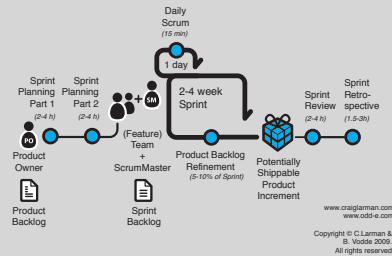 Daily
Scrum
(15 min)
1 day
Sprint
Planning
Part 1
(2-4 h)
Sprint
Planning
Part 2
(2-4 h)
SM
2-4 week
Sprint
Sprint
Review
(2-4 h)
Sprint
Retro-
spective
(1.5-3h)
PO
Product
Owner
(Feature)
Team
+
ScrumMaster
Product Backlog
Refinement
(5-10% of Sprint)
Potentially
Shippable
Product
Increment
Product
Backlog
Sprint
Backlog
www.craiglarman.com
www.odd-e.com
Copyright © C.Larman &
B. Vodde 2009.
All rights reserved